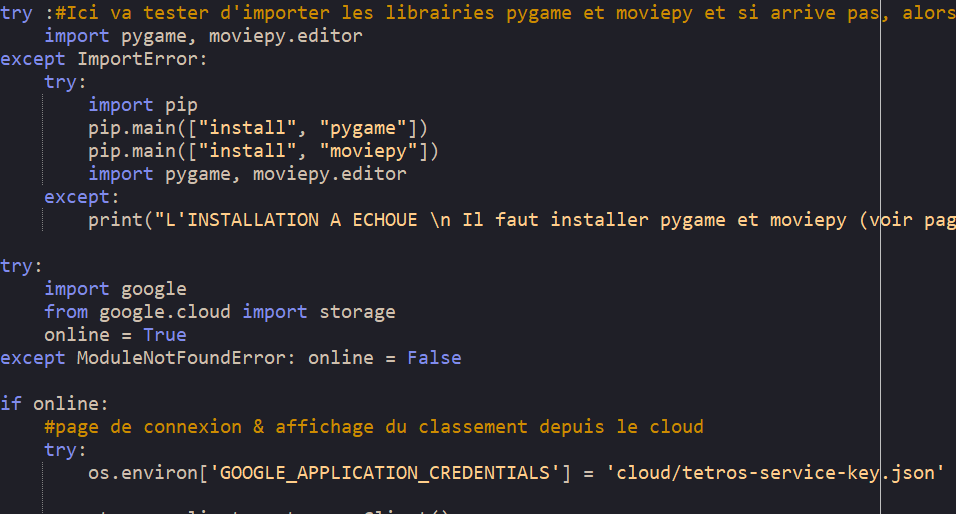 try :#Ici va tester d'importer les librairies pygame et moviepy et si arrive pas, alors
import pygame, moviepy.editor
except ImportError:
try:
import pip
pip.main(["install", "pygame"])
pip.main(["install", "moviepy"])
import pygame, moviepy.editor
except:
print("L'INSTALLATION A ECHOUE \n Il faut installer pygame et moviepy (voir pag
try:
import google
from google.cloud import storage
online = True
except ModuleNotFoundError: online = False
if online:
#page de connexion & affichage du classement depuis le cloud
try:
os.environ['GOOGLE_APPLICATION_CREDENTIALS'] = 'cloud/tetros-service-key.json'